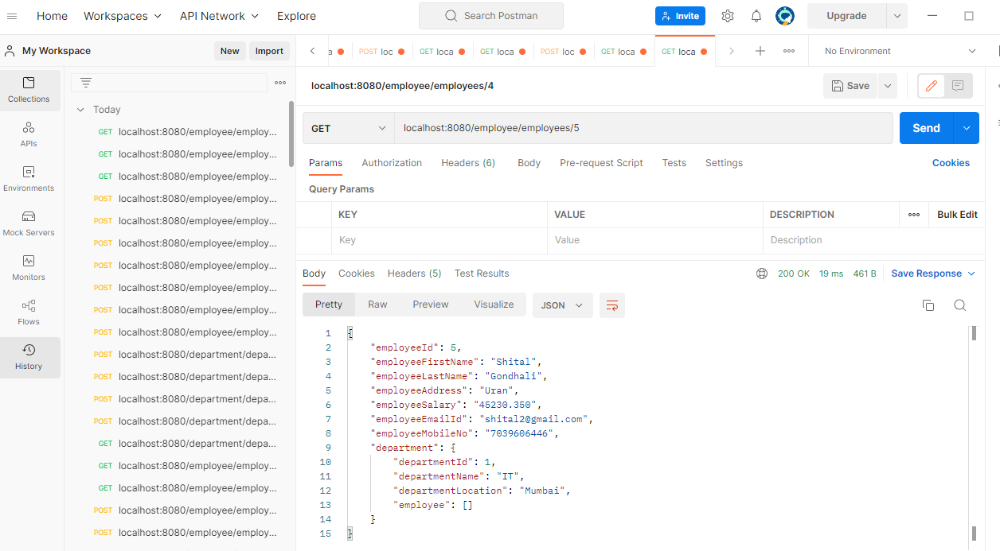 Home Workspaces API Network Explore Search Postman Invite Upgrade
My Workspace New Import
a POST loc GET loca GET loca POST loc GET loca GET loca No Environment
Collections
APIs
Environments
Mock Servers
Monitors
Flows
History
Today
GET localhost:8080/employee/employ...
GET localhost:8080/employee/employ...
GET localhost:8080/employee/employ...
POST localhost:8080/employee/employ...
POST localhost:8080/employee/employ...
POST localhost:8080/employee/employ...
POST localhost:8080/employee/employ...
POST localhost:8080/employee/employ...
POST localhost:8080/employee/employ...
POST localhost:8080/employee/employ...
POST localhost:8080/department/depa...
POST localhost:8080/department/depa...
POST localhost:8080/department/depa...
POST localhost:8080/department/depa...
GET localhost:8080/department/depa...
GET localhost:8080/employee/employ...
GET localhost:8080/employee/employ...
POST localhost:8080/employee/employ...
POST localhost:8080/employee/employ...
localhost:8080/employee/employees/4 Save
GET localhost:8080/employee/employees/5 Send
Params Authorization Headers (6) Body Pre-request Script Tests Settings Cookies
Query Params
KEY VALUE DESCRIPTION Bulk Edit
Key Value Description
Body Cookies Headers (5) Test Results 200 OK 19 ms 461 B Save Response
Pretty Raw Preview Visualize JSON
1 {
2 "employeeId": 5,
3 "employeeFirstName": "Shital",
4 "employeeLastName": "Gondhali",
5 "employeeAddress": "Uran",
6 "employeeSalary": "45230.350",
7 "employeeEmailId": "shital2@gmail.com",
8 "employeeMobileNo": "7039606446",
9 "department": {
10 "departmentId": 1,
11 "departmentName": "IT",
12 "departmentLocation": "Mumbai",
13 "employee": []
14 }
15 }